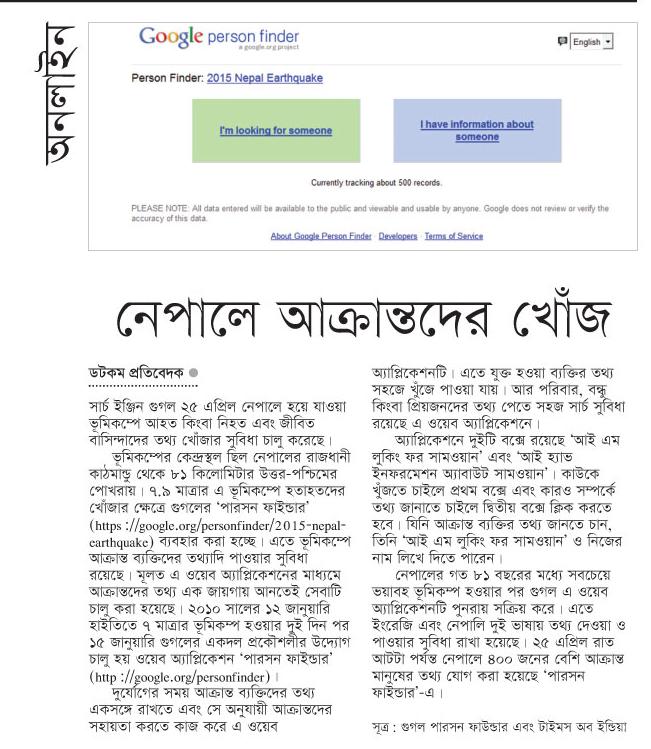 অনলাইন
Google person finder
a google.org project
English
Person Finder: 2015 Nepal Earthquake
I'm looking for someone
I have information about
someone
Currently tracking about 500 records.
PLEASE NOTE: All data entered will be available to the public and viewable and usable by anyone. Google does not review or verify the
accuracy of this data.
About Google Person Finder - Developers - Terms of Service
নেপালে আক্রান্তদের খোঁজ
ডটকম প্রতিবেদক ●
সার্চ ইঞ্জিন গুগল ২৫ এপ্রিল নেপালে হয়ে যাওয়া
ভূমিকম্পে আহত কিংবা নিহত এবং জীবিত
বাসিন্দাদের তথ্য খোঁজার সুবিধা চালু করেছে।
ভূমিকম্পের কেন্দ্রস্থল ছিল নেপালের রাজধানী
কাঠমান্ডু থেকে ৮১ কিলোমিটার উত্তর-পশ্চিমের
পোখরায়। ৭.৯ মাত্রার এ ভূমিকম্পে হতাহতদের
খোঁজার ক্ষেত্রে গুগলের ‘পারসন ফাইন্ডার’
(https ://google.org/personfinder/2015-nepal-
earthquake) ব্যবহার করা হচ্ছে। এতে ভূমিকম্পে
আক্রান্ত ব্যক্তিদের তথ্যাদি পাওয়ার সুবিধা
রয়েছে। মূলত এ ওয়েব অ্যাপ্লিকেশনের মাধ্যমে
আক্রান্তদের তথ্য এক জায়গায় আনতেই সেবাটি
চালু করা হয়েছে। ২০১০ সালের ১২ জানুয়ারি
হাইতিতে ৭ মাত্রার ভূমিকম্প হওয়ার দুই দিন পর
১৫ জানুয়ারি গুগলের একদল প্রকৌশলীর উদ্যোগ
চালু হয় ওয়েব অ্যাপ্লিকেশন ‘পারসন ফাইন্ডার’
(http ://google.org/personfinder)।
দুর্যোগের সময় আক্রান্ত ব্যক্তিদের তথ্য
একসঙ্গে রাখতে এবং সে অনুযায়ী আক্রান্তদের
সহায়তা করতে কাজ করে এ ওয়েব
অ্যাপ্লিকেশনটি। এতে যুক্ত হওয়া ব্যক্তির তথ্য
সহজে খুঁজে পাওয়া যায়। আর পরিবার, বন্ধু
কিংবা প্রিয়জনদের তথ্য পেতে সহজ সার্চ সুবিধা
রয়েছে এ ওয়েব অ্যাপ্লিকেশনে।
অ্যাপ্লিকেশনে দুইটি বক্সে রয়েছে ‘আই এম
লুকিং ফর সামওয়ান’ এবং ‘আই হ্যাভ
ইনফরমেশন অ্যাবাউট সামওয়ান’। কাউকে
খুঁজতে চাইলে প্রথম বক্সে এবং কারও সম্পর্কে
তথ্য জানাতে চাইলে দ্বিতীয় বক্সে ক্লিক করতে
হবে। যিনি আক্রান্ত ব্যক্তির তথ্য জানতে চান,
তিনি ‘আই এম লুকিং ফর সামওয়ান’ ও নিজের
নাম লিখে দিতে পারেন।
নেপালের গত ৮১ বছরের মধ্যে সবচেয়ে
ভয়াবহ ভূমিকম্প হওয়ার পর গুগল এ ওয়েব
অ্যাপ্লিকেশনটি পুনরায় সক্রিয় করে। এতে
ইংরেজি এবং নেপালি দুই ভাষায় তথ্য দেওয়া ও
পাওয়ার সুবিধা রাখা হয়েছে। ২৫ এপ্রিল রাত
আটটা পর্যন্ত নেপালে ৪০০ জনের বেশি আক্রান্ত
মানুষের তথ্য যোগ করা হয়েছে ‘পারসন
ফাইন্ডার’-এ।
সূত্র : গুগল পারসন ফাউন্ডার এবং টাইমস অব ইন্ডিয়া